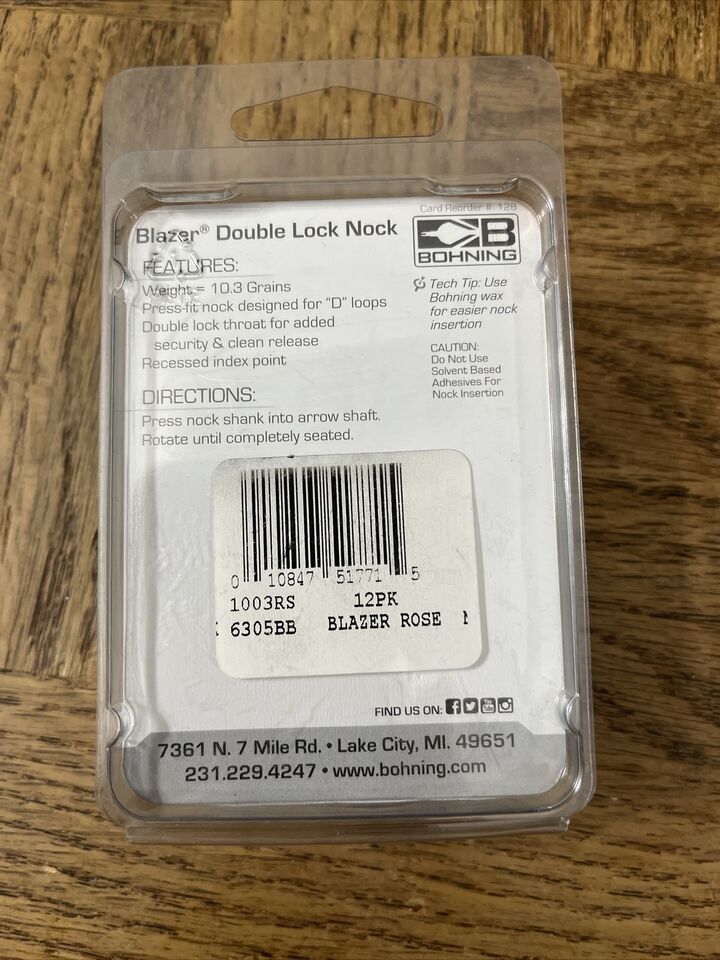 Card Reorder #: 128
Blazer® Double Lock Nock
BOHNING
FEATURES:
Weight = 10.3 Grains
Press-fit nock designed for "D" loops
Double lock throat for added
security & clean release
Recessed index point
Tech Tip: Use
Bohning wax
for easier nock
insertion
CAUTION:
Do Not Use
Solvent Based
Adhesives For
Nock Insertion
DIRECTIONS:
Press nock shank into arrow shaft.
Rotate until completely seated.
0 10847 51771 5
1003RS 12PK
6305BB BLAZER ROSE
FIND US ON:
7361 N. 7 Mile Rd. • Lake City, MI. 49651
231.229.4247 • www.bohning.com